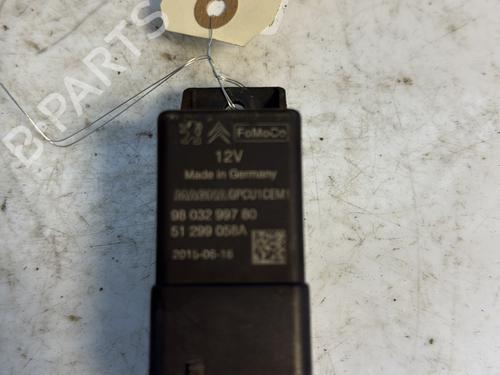 B-PARTS
FoMoCo
12V
Made in Germany
GPCU1CEM1
98 032 997 80
51 299 058A
2015-06-16